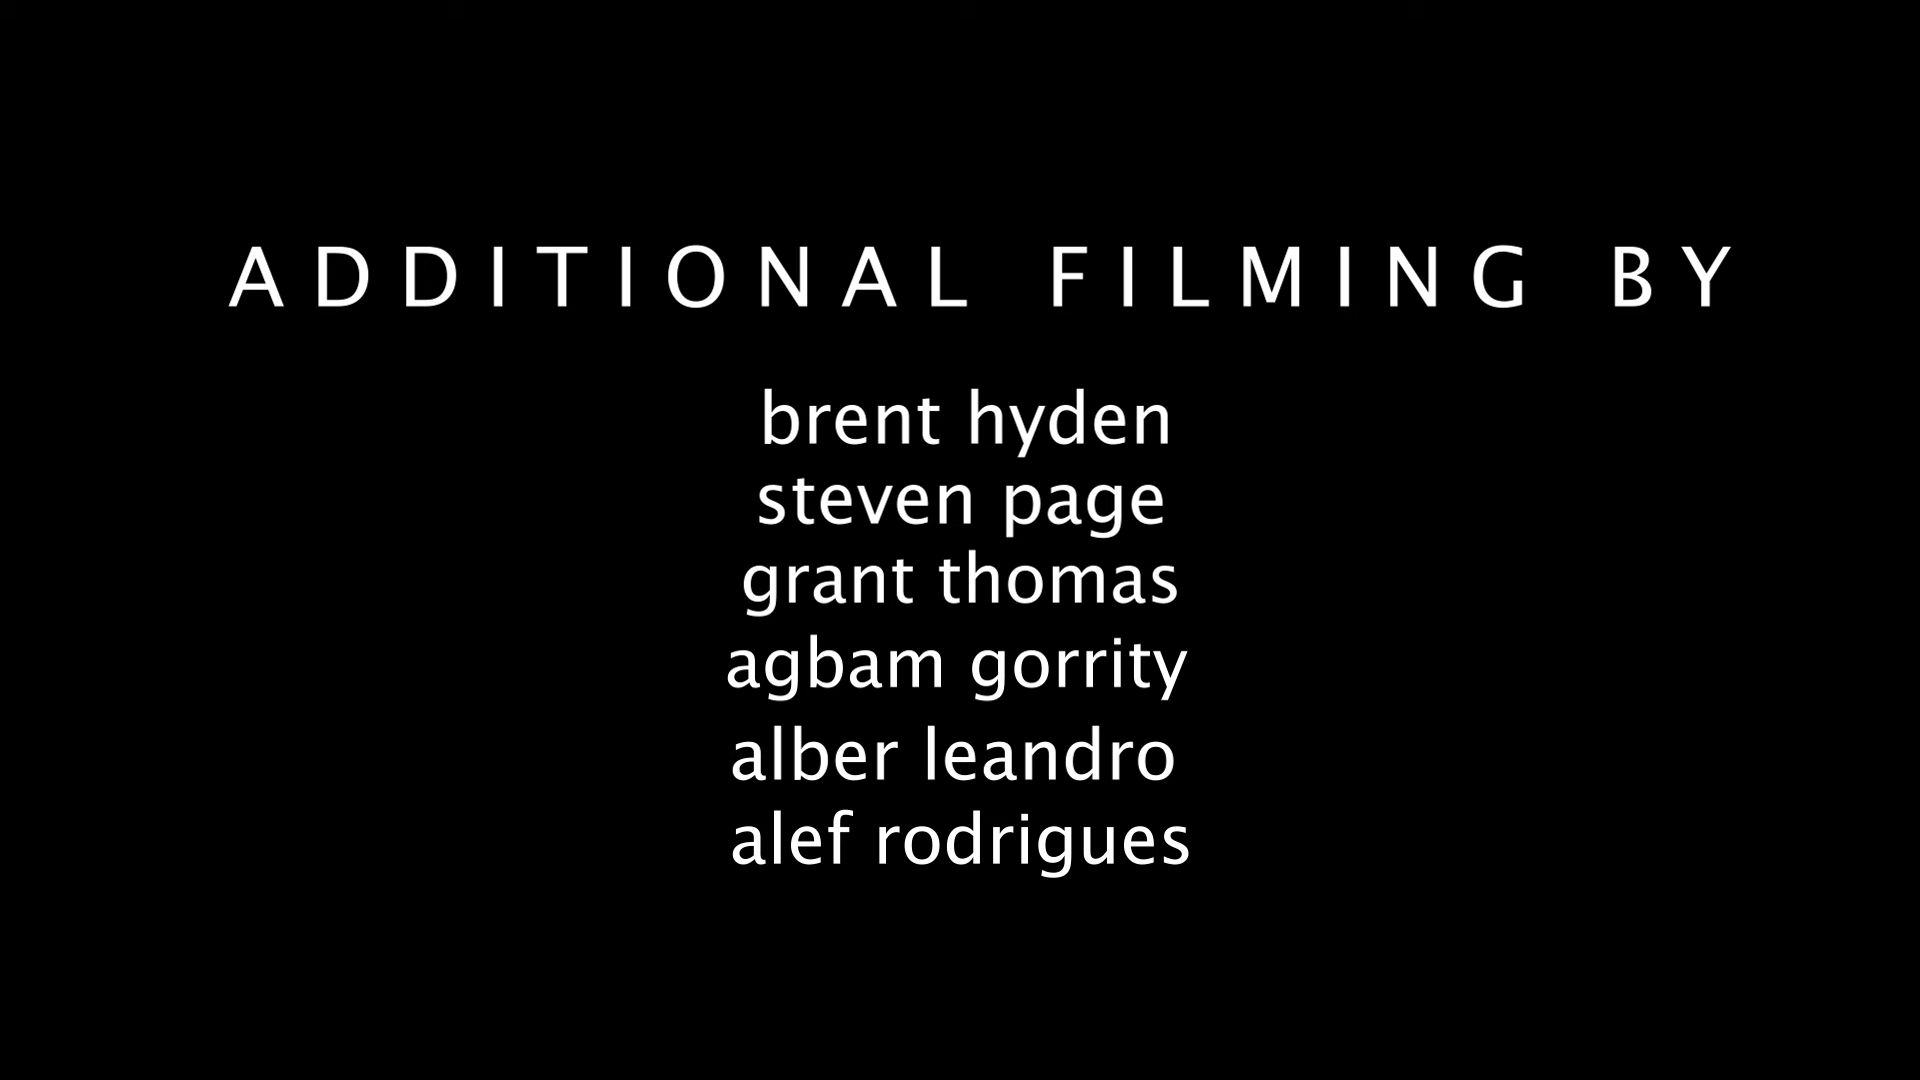 ADDITIONAL FILMING BY
brent hyden
steven page
grant thomas
agbam gorrity
alber leandro
alef rodrigues